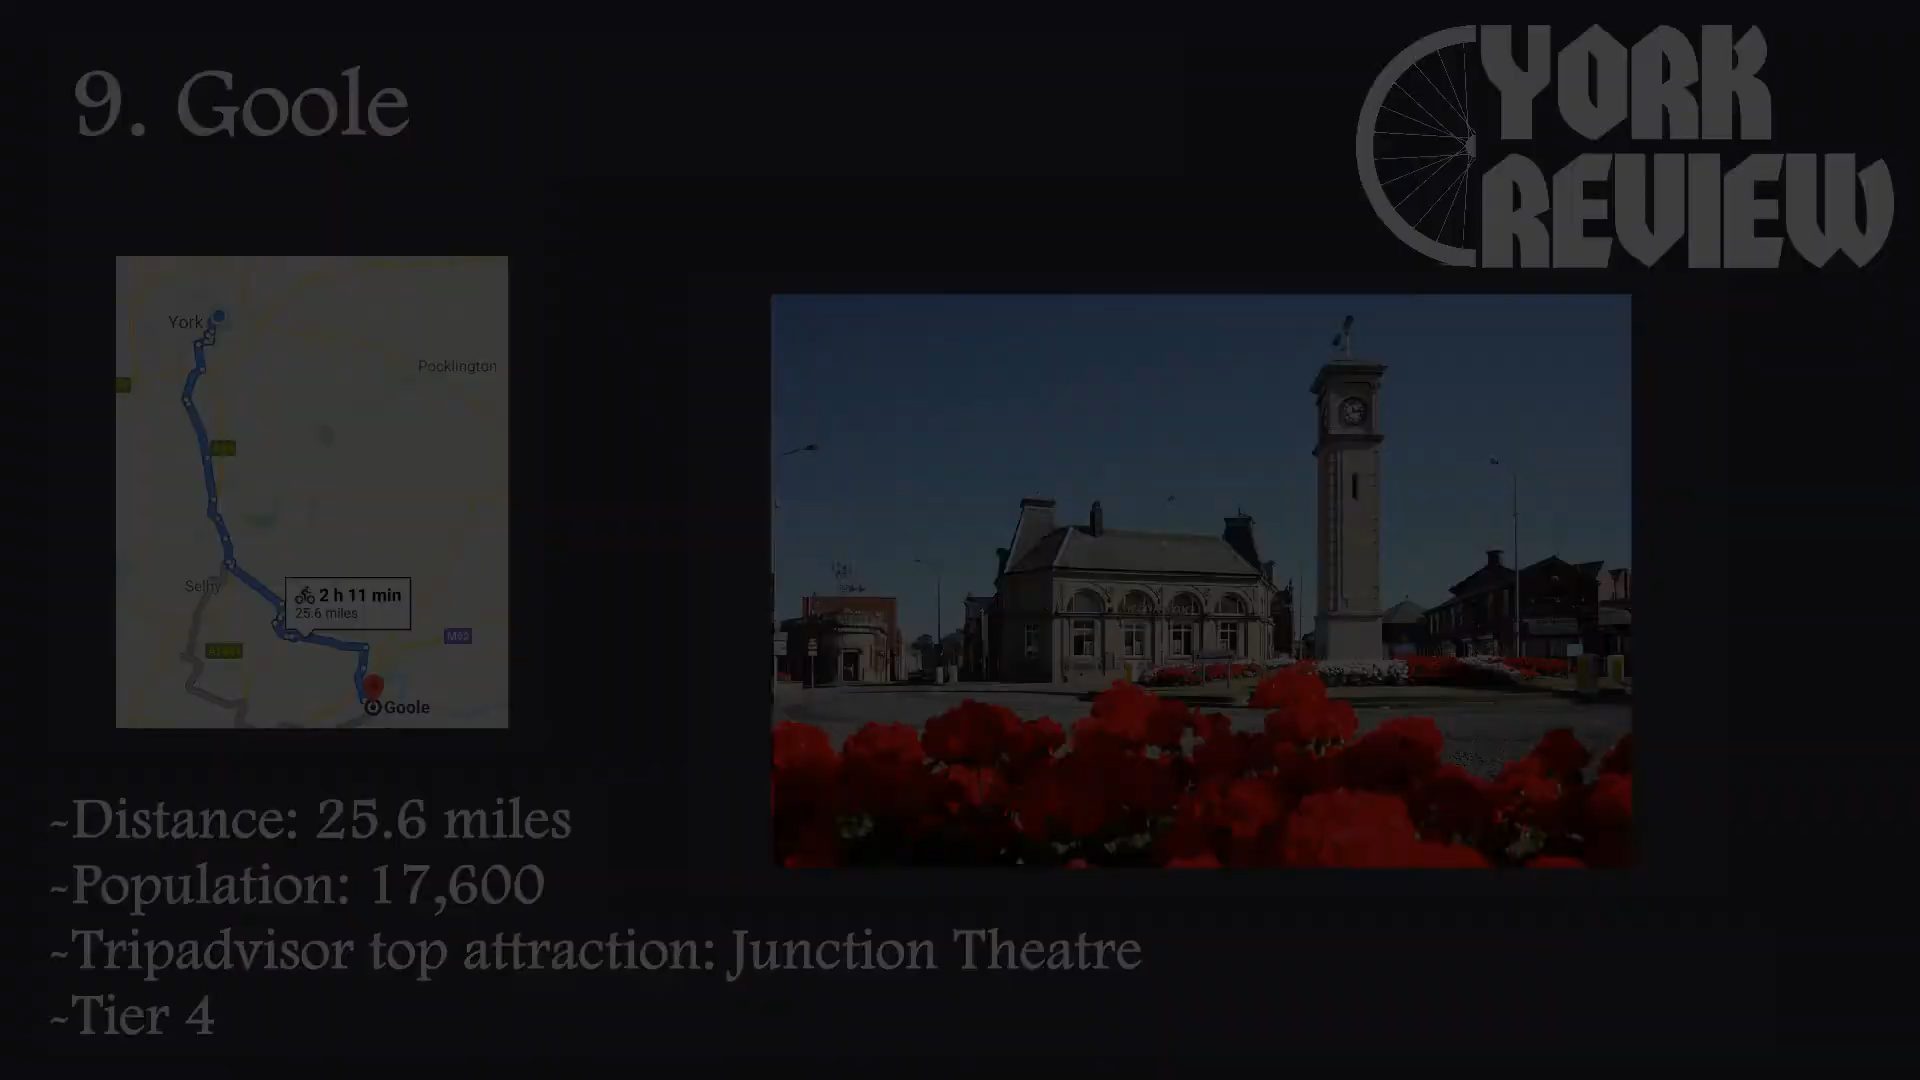 9. Goole
YORK
REVIEW
York
Pocklington
Selby
2 h 11 min
25.6 miles
M62
Goole
~Distance: 25.6 miles
~Population: 17,600
~Tripadvisor top attraction: Junction Theatre
~Tier 4